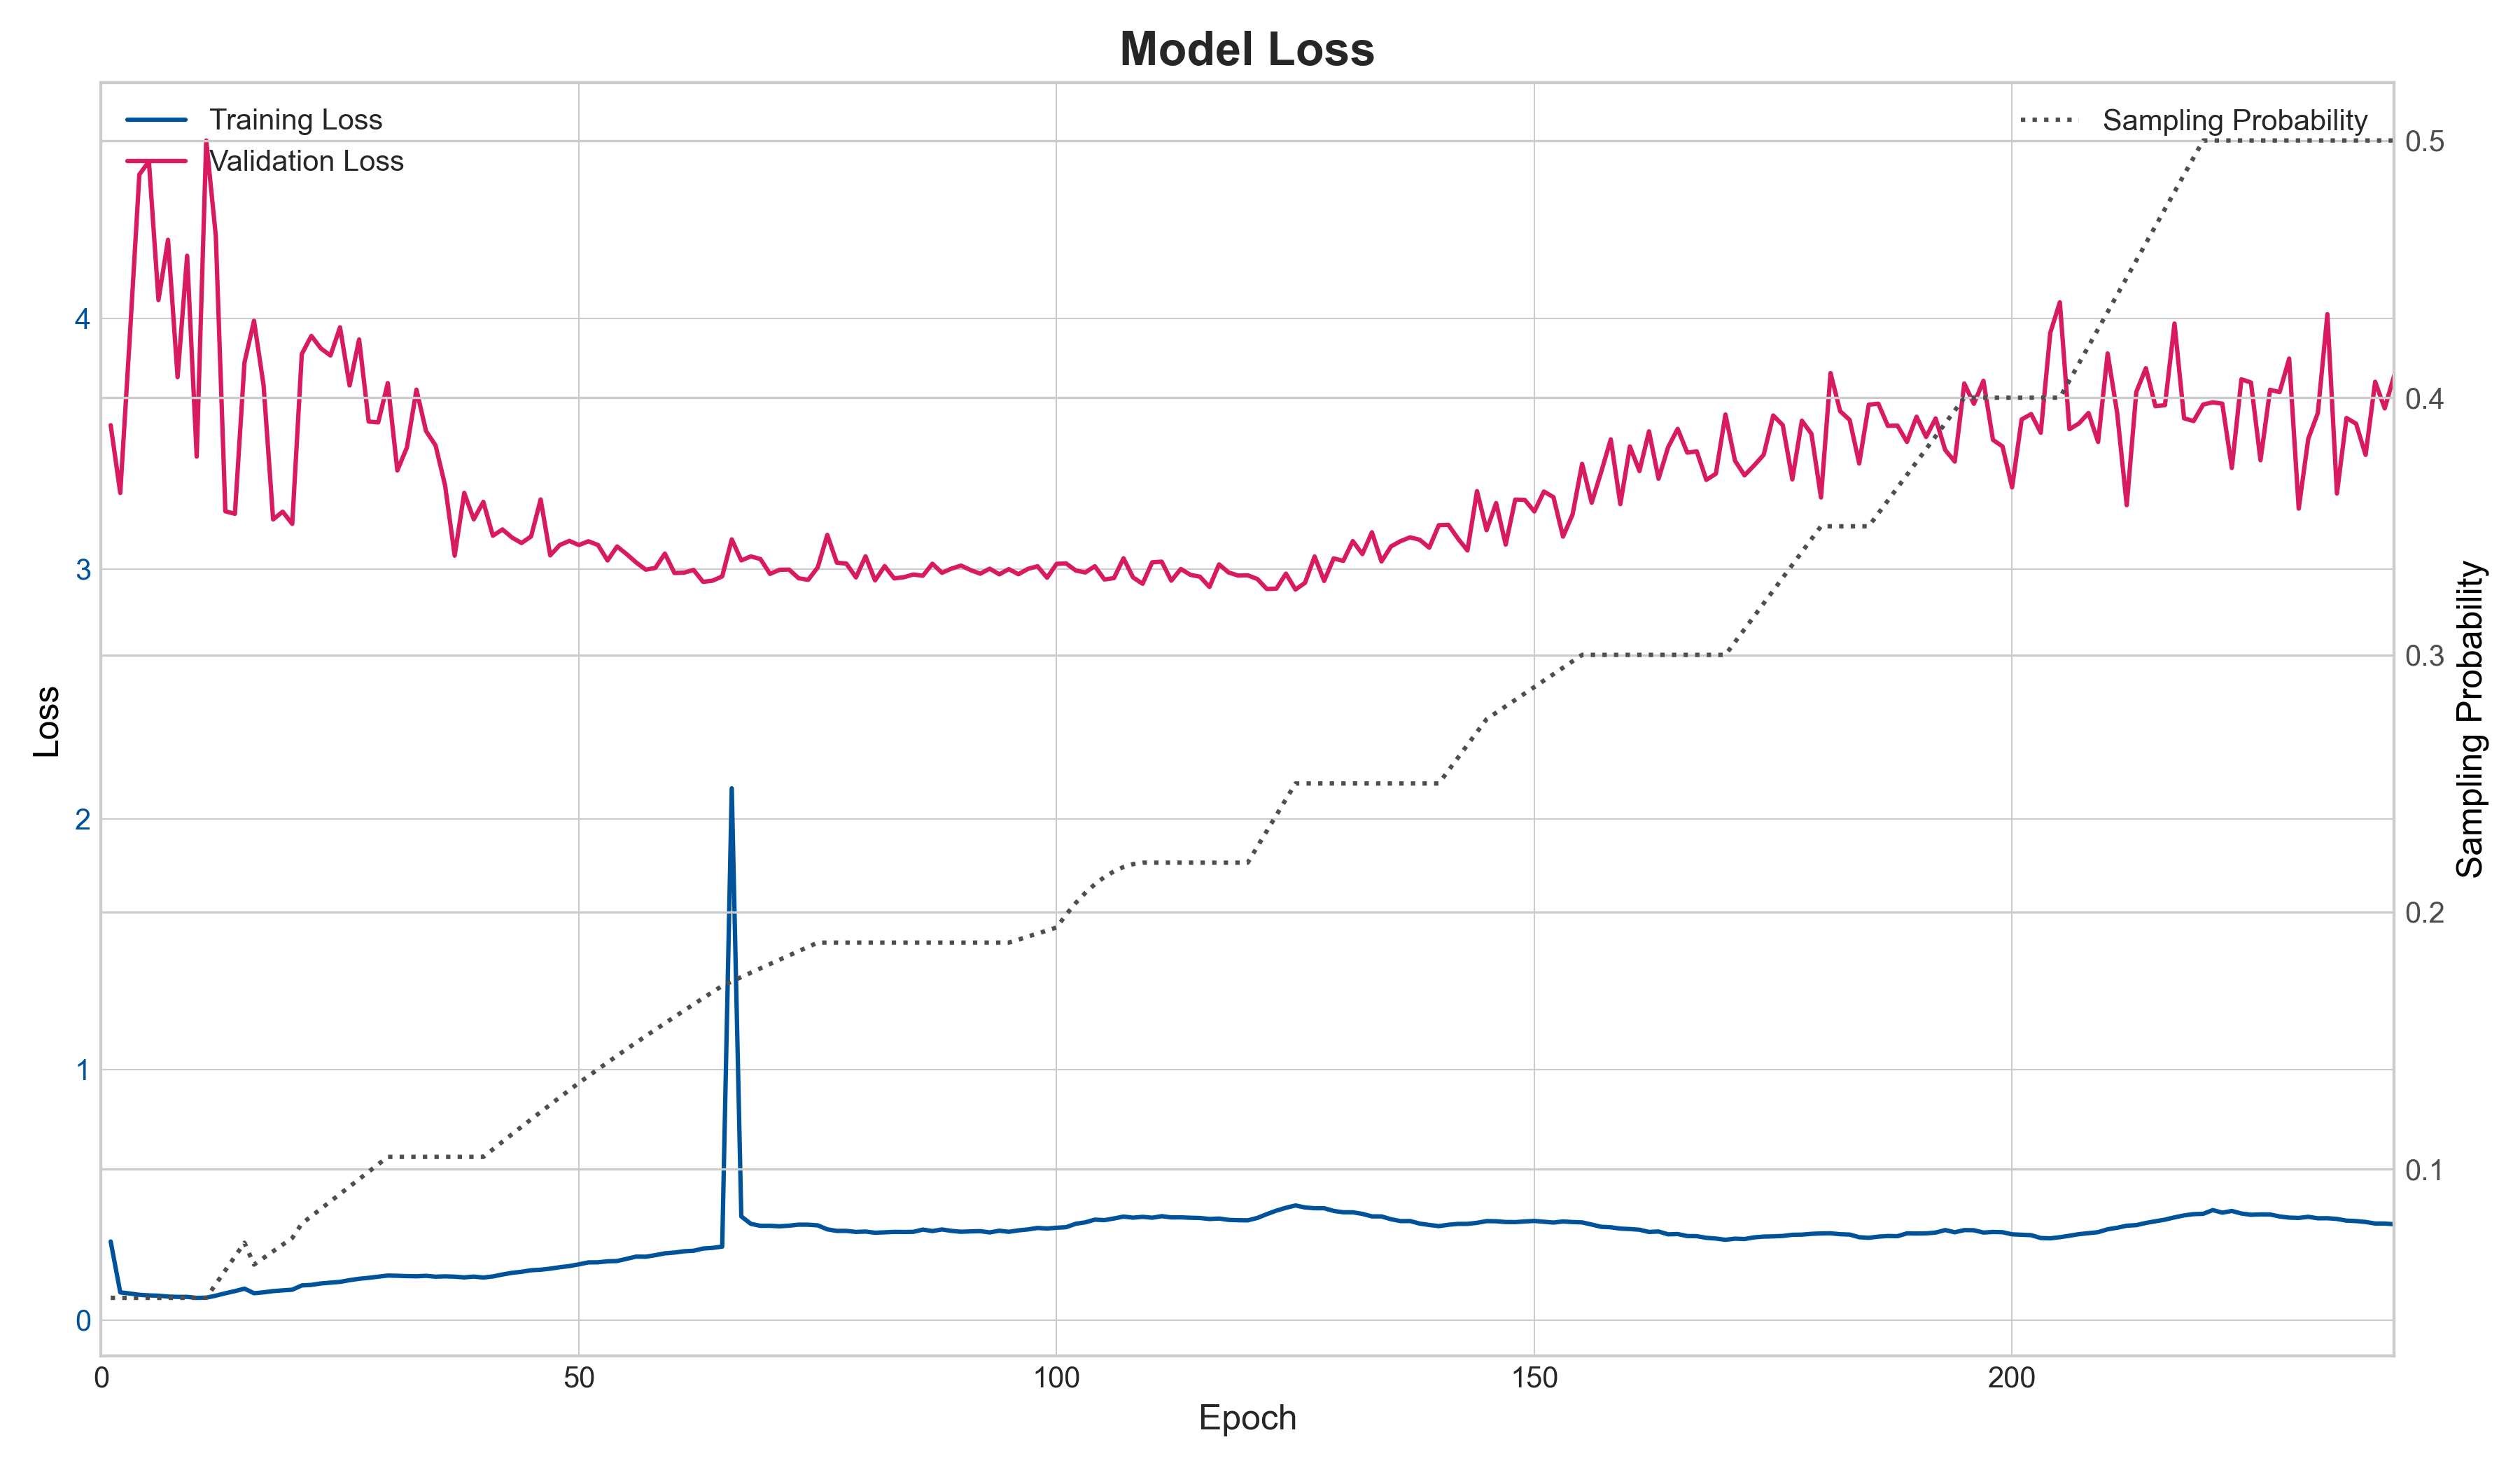 Model Loss
Training Loss
Validation Loss
Sampling Probability
4
3
2
1
0
Loss
0.5
0.4
0.3
0.2
0.1
Sampling Probability
0
50
100
150
200
Epoch